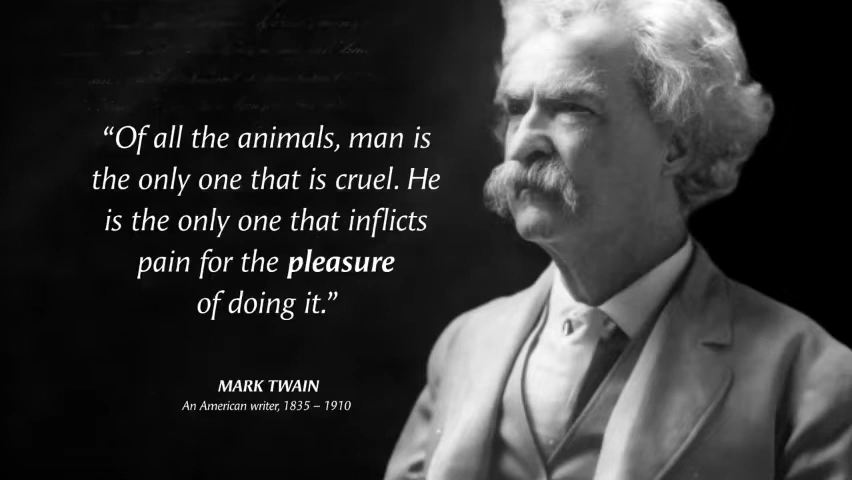 “Of all the animals, man is
the only one that is cruel. He
is the only one that inflicts
pain for the pleasure
of doing it.”
MARK TWAIN
An American writer, 1835 – 1910